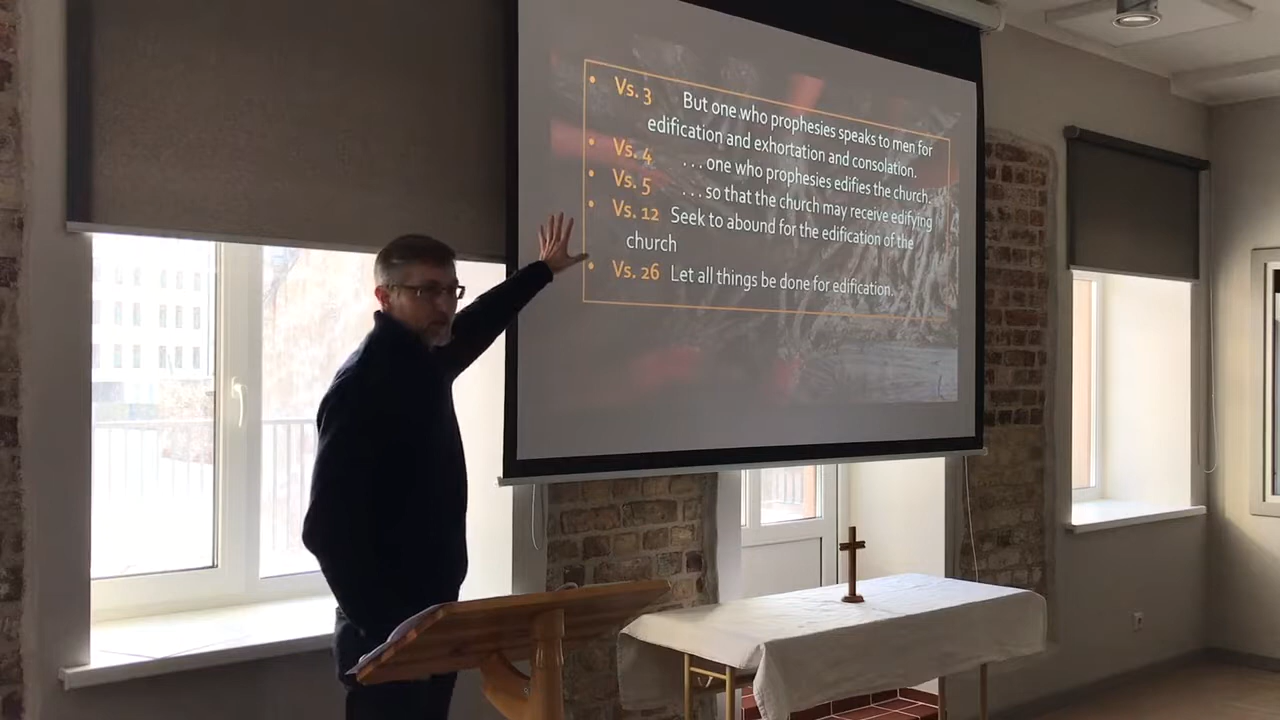 • Vs. 3 But one who prophesies speaks to men for
edification and exhortation and consolation.
• Vs. 4 . . . one who prophesies edifies the church.
• Vs. 5 . . . so that the church may receive edifying
• Vs. 12 Seek to abound for the edification of the
church
• Vs. 26 Let all things be done for edification.